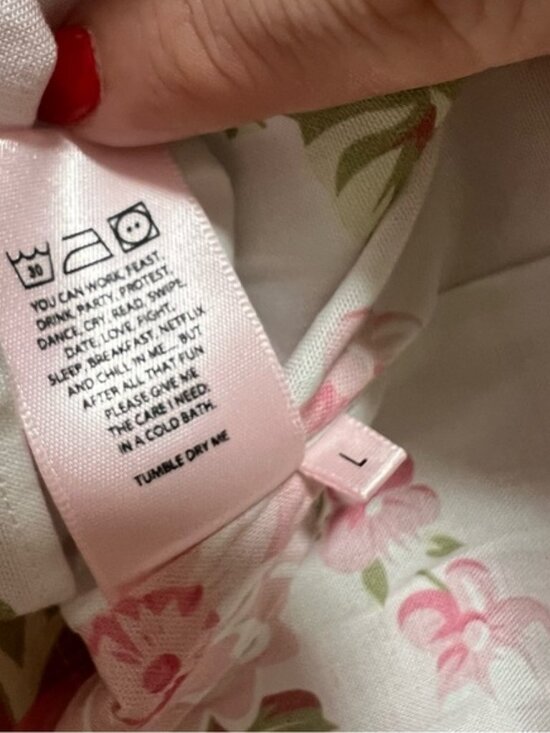 30
YOU CAN WORK, FEAST,
DRINK, PARTY, PROTEST,
DANCE, CRY, READ, SWIPE,
DATE, LOVE, FIGHT,
SLEEP, BREAKFAST, NETFLIX
AND CHILL IN ME... BUT
AFTER ALL THAT FUN
PLEASE GIVE ME
THE CARE I NEED:
IN A COLD BATH.
TUMBLE DRY ME
L